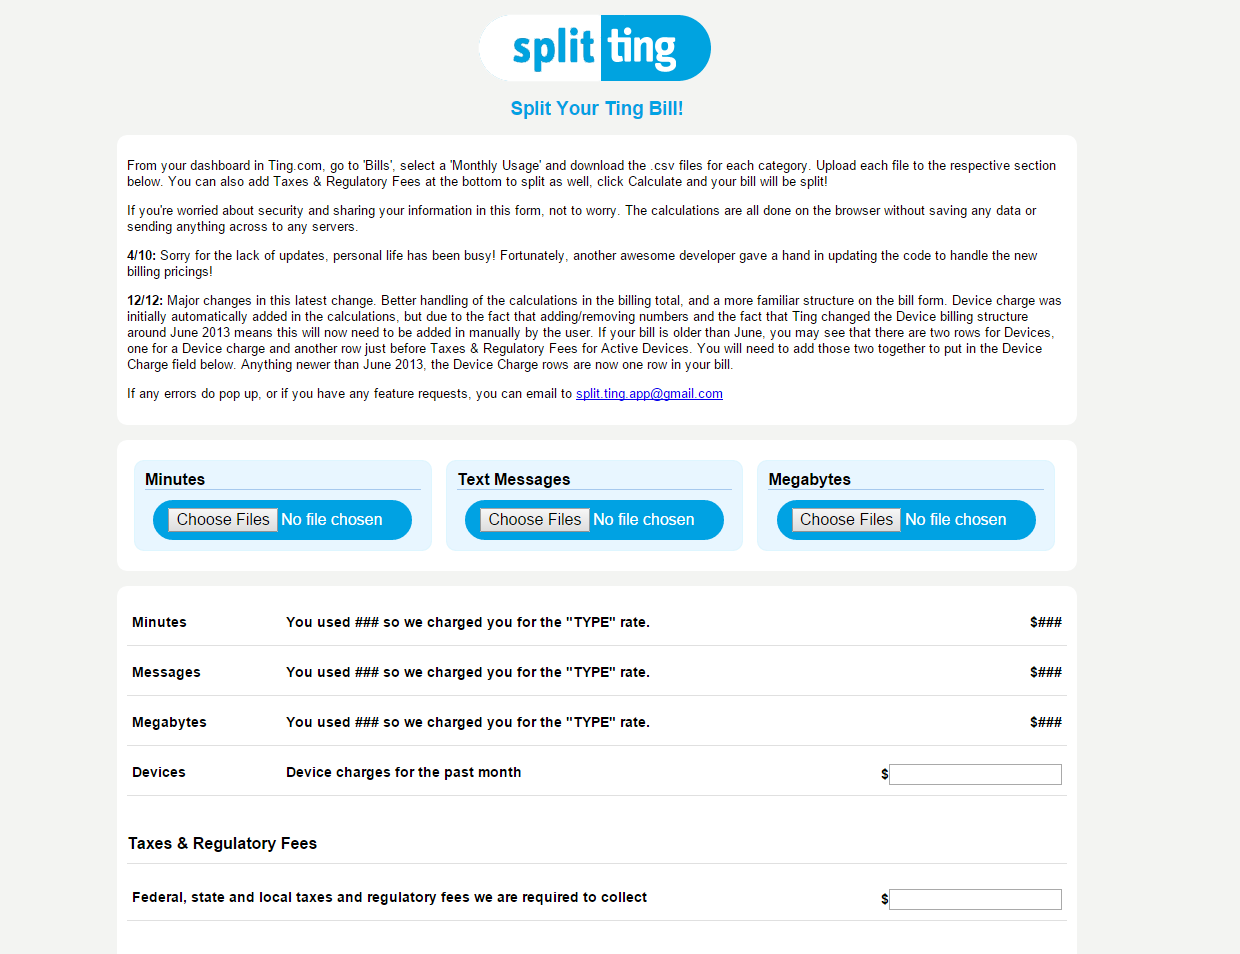 split ting
Split Your Ting Bill!
From your dashboard in Ting.com, go to 'Bills', select a 'Monthly Usage' and download the .csv files for each category. Upload each file to the respective section
below. You can also add Taxes & Regulatory Fees at the bottom to split as well, click Calculate and your bill will be split!
If you're worried about security and sharing your information in this form, not to worry. The calculations are all done on the browser without saving any data or
sending anything across to any servers.
4/10: Sorry for the lack of updates, personal life has been busy! Fortunately, another awesome developer gave a hand in updating the code to handle the new
billing pricings!
12/12: Major changes in this latest change. Better handling of the calculations in the billing total, and a more familiar structure on the bill form. Device charge was
initially automatically added in the calculations, but due to the fact that adding/removing numbers and the fact that Ting changed the Device billing structure
around June 2013 means this will now need to be added in manually by the user. If your bill is older than June, you may see that there are two rows for Devices,
one for a Device charge and another row just before Taxes & Regulatory Fees for Active Devices. You will need to add those two together to put in the Device
Charge field below. Anything newer than June 2013, the Device Charge rows are now one row in your bill.
If any errors do pop up, or if you have any feature requests, you can email to split.ting.app@gmail.com
Minutes
Choose Files No file chosen
Text Messages
Choose Files No file chosen
Megabytes
Choose Files No file chosen
Minutes You used ### so we charged you for the "TYPE" rate. $###
Messages You used ### so we charged you for the "TYPE" rate. $###
Megabytes You used ### so we charged you for the "TYPE" rate. $###
Devices Device charges for the past month $
Taxes & Regulatory Fees
Federal, state and local taxes and regulatory fees we are required to collect $